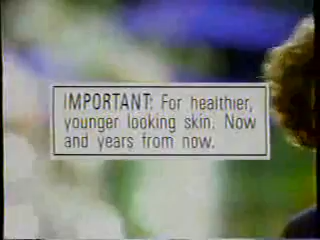 IMPORTANT: For healthier,
younger looking skin. Now
and years from now.